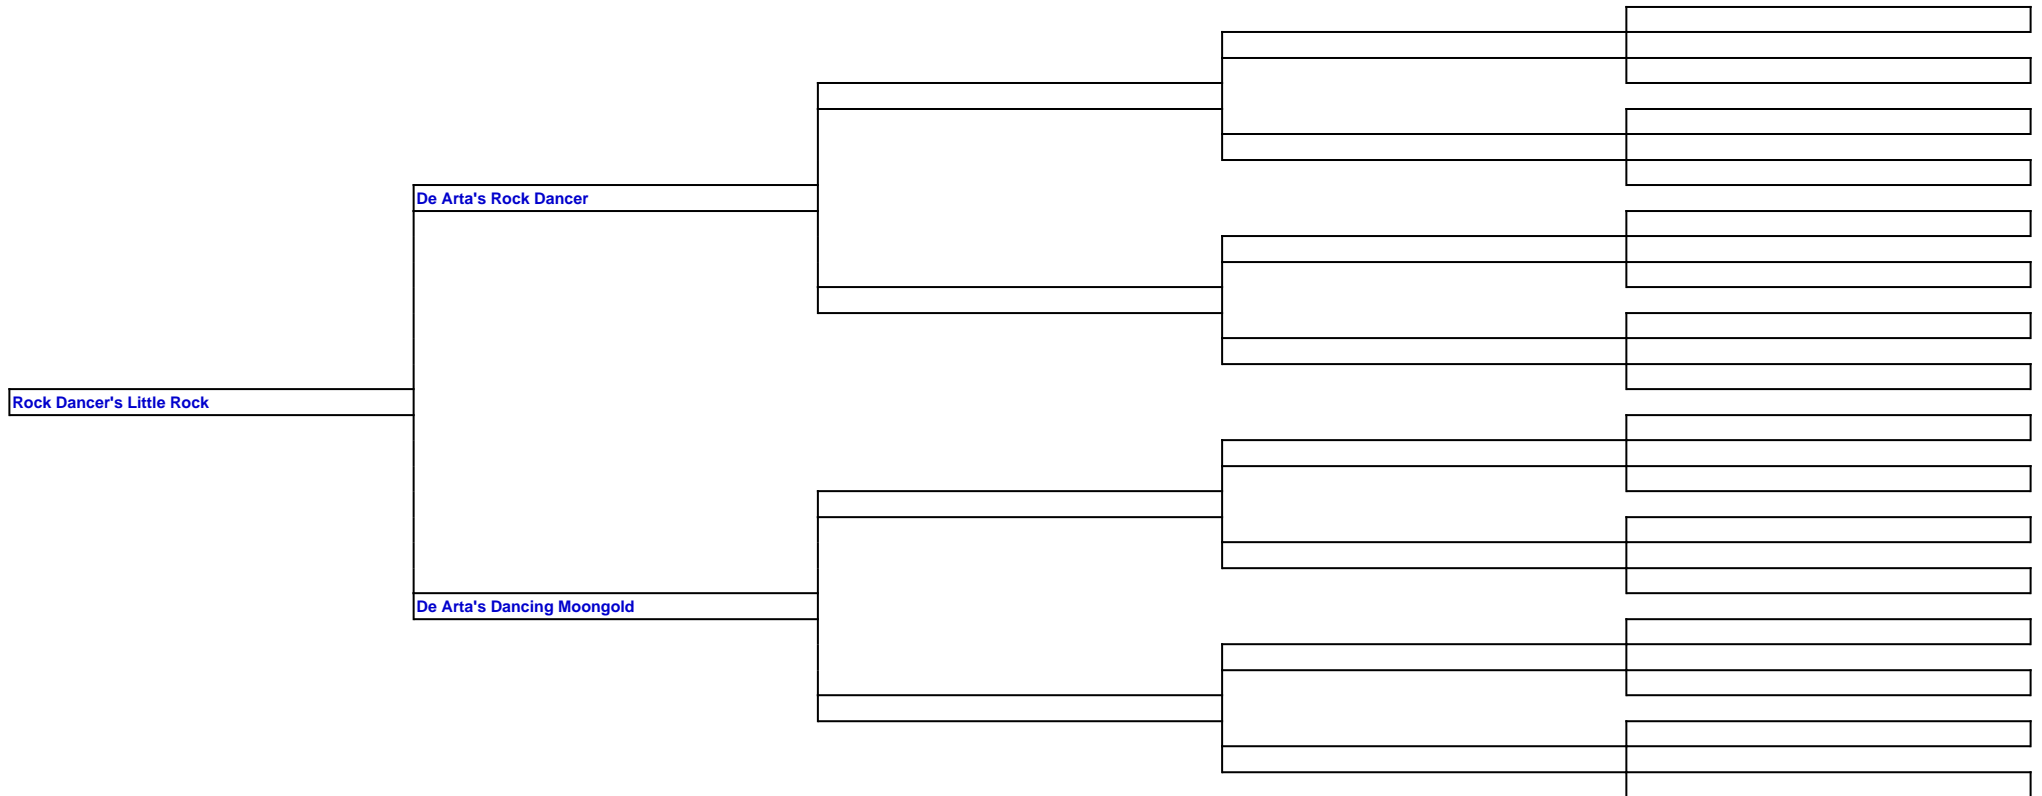 De Arta's Rock Dancer
Rock Dancer's Little Rock
De Arta's Dancing Moongold